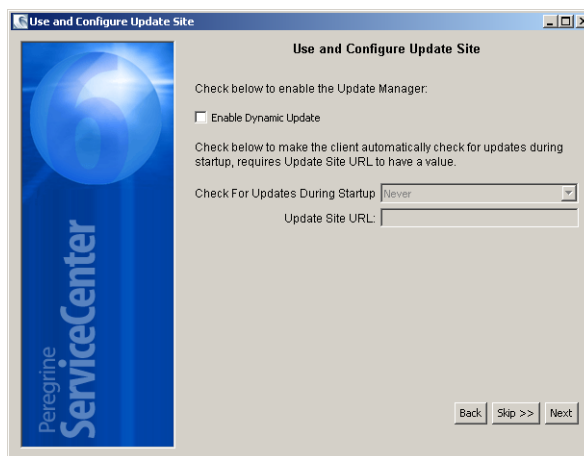 Use and Configure Update Site
Use and Configure Update Site
Check below to enable the Update Manager:
Enable Dynamic Update
Check below to make the client automatically check for updates during
startup, requires Update Site URL to have a value.
Check For Updates During Startup Never
Update Site URL:
6
Peregrine
ServiceCenter
Back Skip >> Next